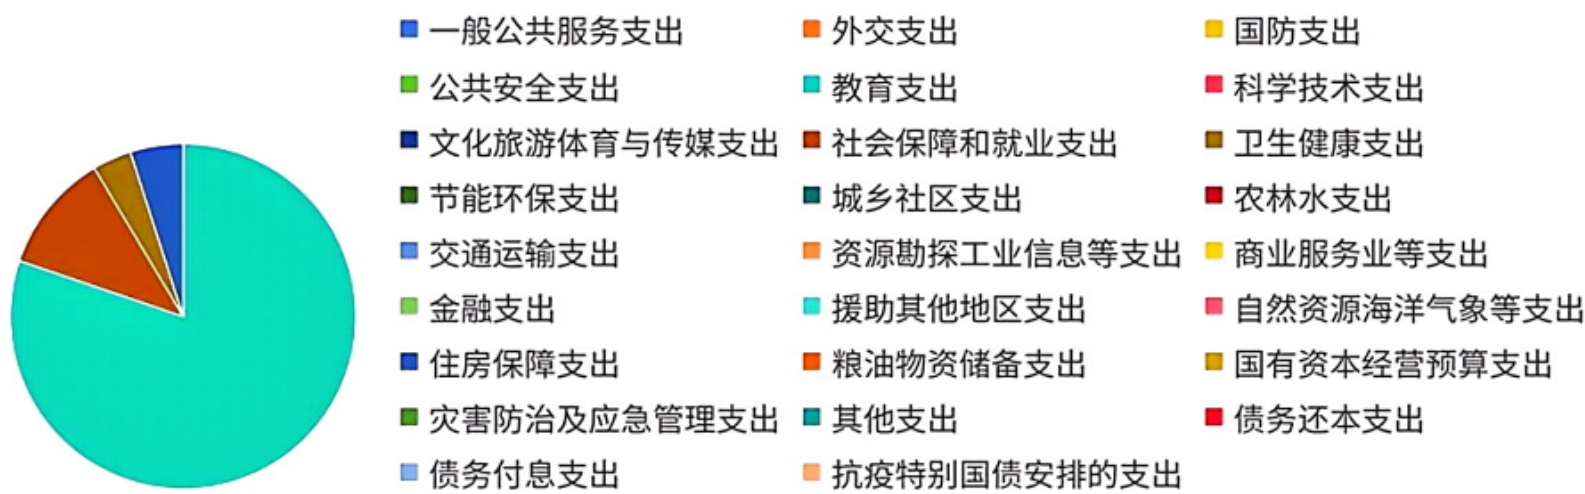 一般公共服务支出 外交支出 国防支出
公共安全支出 教育支出 科学技术支出
文化旅游体育与传媒支出 社会保障和就业支出 卫生健康支出
节能环保支出 城乡社区支出 农林水支出
交通运输支出 资源勘探工业信息等支出 商业服务业等支出
金融支出 援助其他地区支出 自然资源海洋气象等支出
住房保障支出 粮油物资储备支出 国有资本经营预算支出
灾害防治及应急管理支出 其他支出 债务还本支出
债务付息支出 抗疫特别国债安排的支出